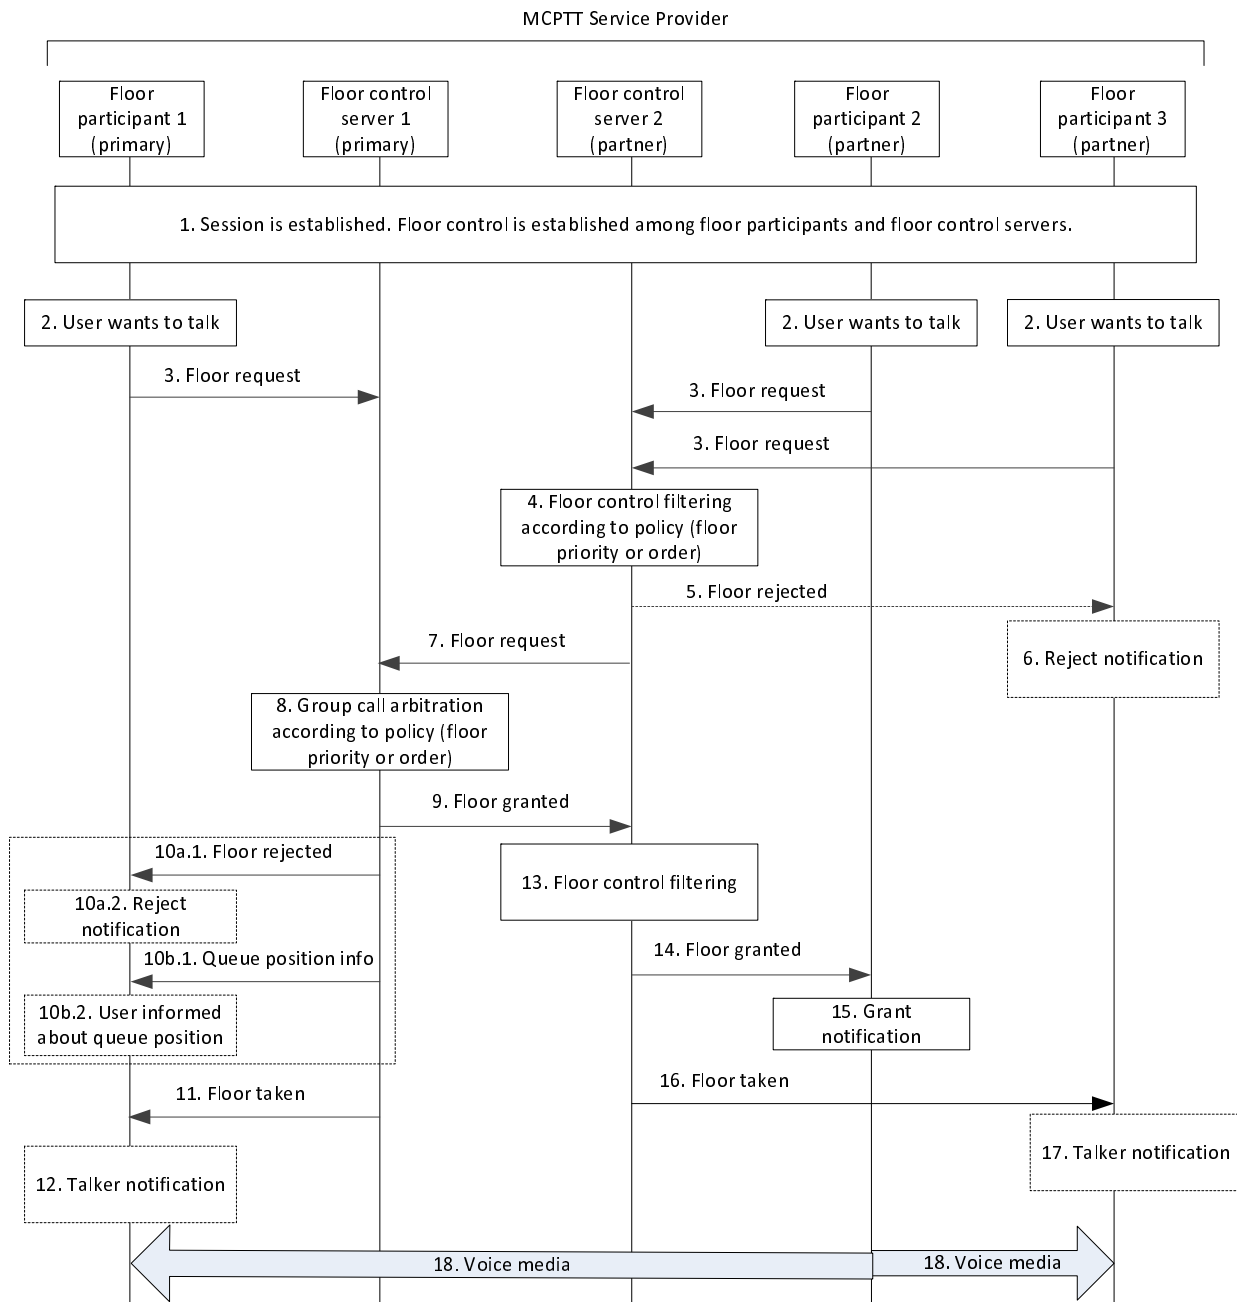 MCPTT Service Provider
Floor
participant 1
(primary)
Floor control
server 1
(primary)
Floor control
server 2
(partner)
Floor
participant 2
(partner)
Floor
participant 3
(partner)
1. Session is established. Floor control is established among floor participants and floor control servers.
2. User wants to talk
2. User wants to talk
2. User wants to talk
3. Floor request
3. Floor request
3. Floor request
4. Floor control filtering
according to policy (floor
priority or order)
5. Floor rejected
6. Reject notification
7. Floor request
8. Group call arbitration
according to policy (floor
priority or order)
9. Floor granted
10a.1. Floor rejected
10a.2. Reject
notification
10b.1. Queue position info
10b.2. User informed
about queue position
11. Floor taken
12. Talker notification
13. Floor control filtering
14. Floor granted
15. Grant
notification
16. Floor taken
17. Talker notification
18. Voice media
18. Voice media